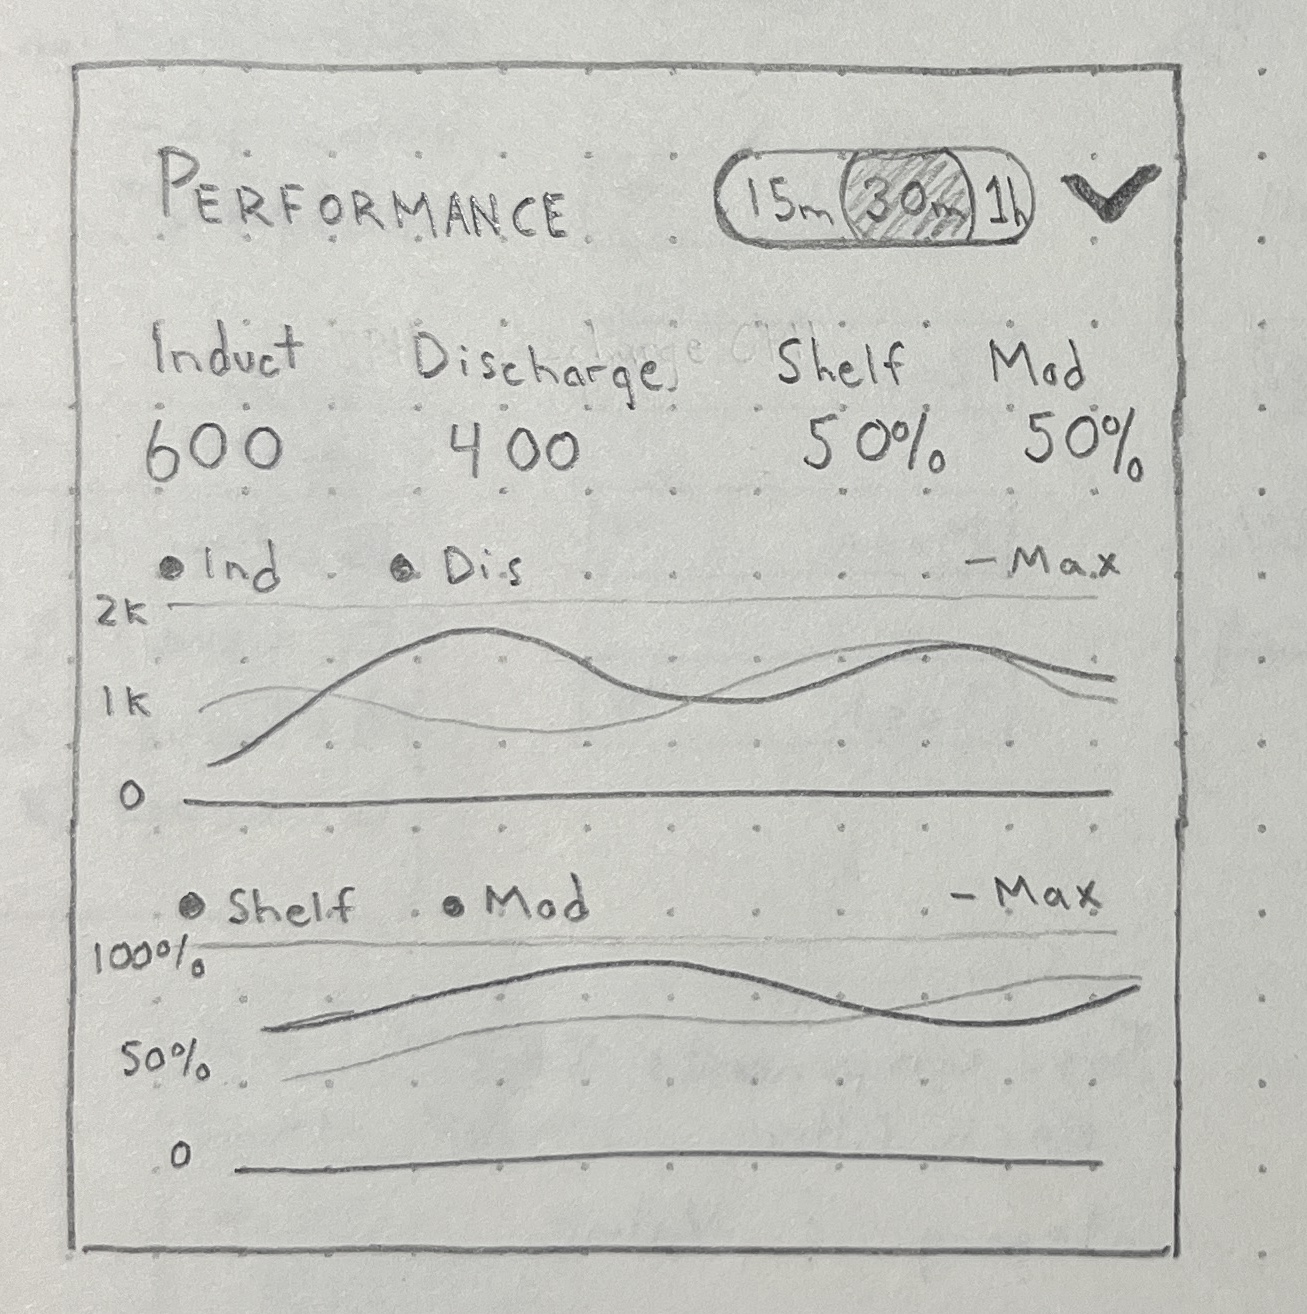 PERFORMANCE 15m 30m 1h
Induct Discharge Shelf Mod
600 400 50% 50%
Ind Dis - Max
2K
1K
0
Shelf Mod - Max
100%
50%
0